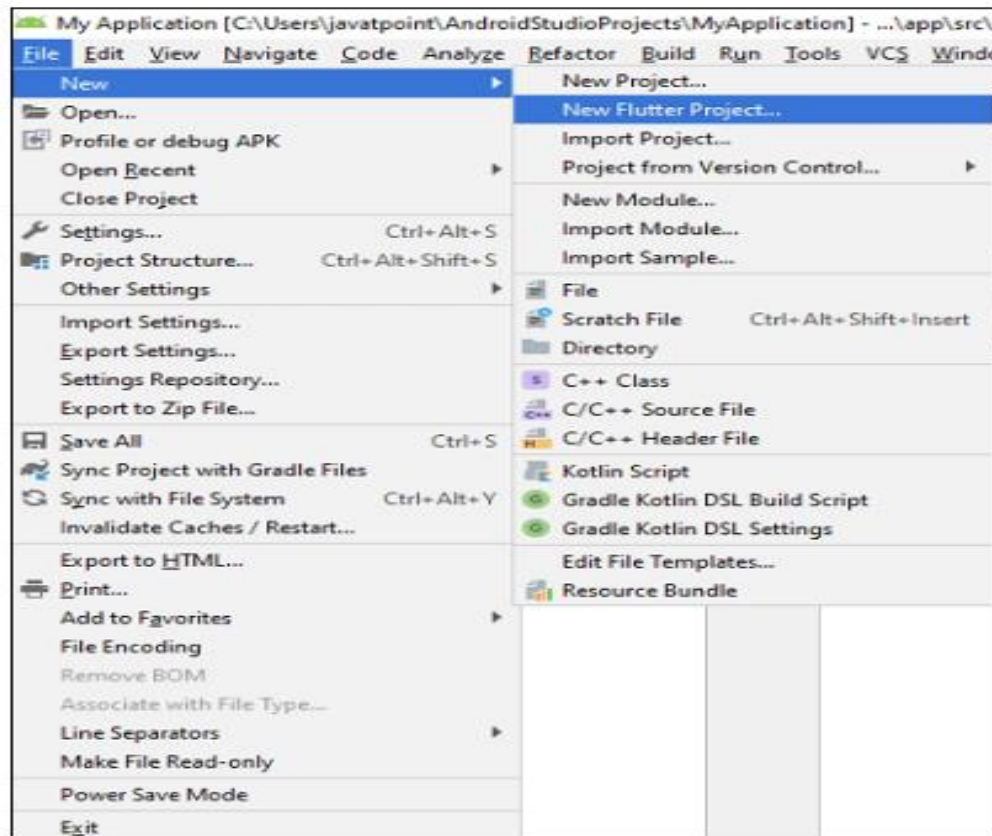 My Application [C:\Users\javatpoint\AndroidStudioProjects\MyApplication] - ...\app\src\
File Edit View Navigate Code Analyze Refactor Build Run Tools VCS Windo
New
Open...
Profile or debug APK
Open Recent
Close Project
Settings... Ctrl+Alt+S
Project Structure... Ctrl+Alt+Shift+S
Other Settings
Import Settings...
Export Settings...
Settings Repository...
Export to Zip File...
Save All Ctrl+S
Sync Project with Gradle Files
Sync with File System Ctrl+Alt+Y
Invalidate Caches / Restart...
Export to HTML...
Print...
Add to Favorites
File Encoding
Remove BOM
Associate with File Type...
Line Separators
Make File Read-only
Power Save Mode
Exit
New Project...
New Flutter Project...
Import Project...
Project from Version Control...
New Module...
Import Module...
Import Sample...
File
Scratch File Ctrl+Alt+Shift+Insert
Directory
S C++ Class
C++ C/C++ Source File
H C/C++ Header File
Kotlin Script
G Gradle Kotlin DSL Build Script
G Gradle Kotlin DSL Settings
Edit File Templates...
Resource Bundle